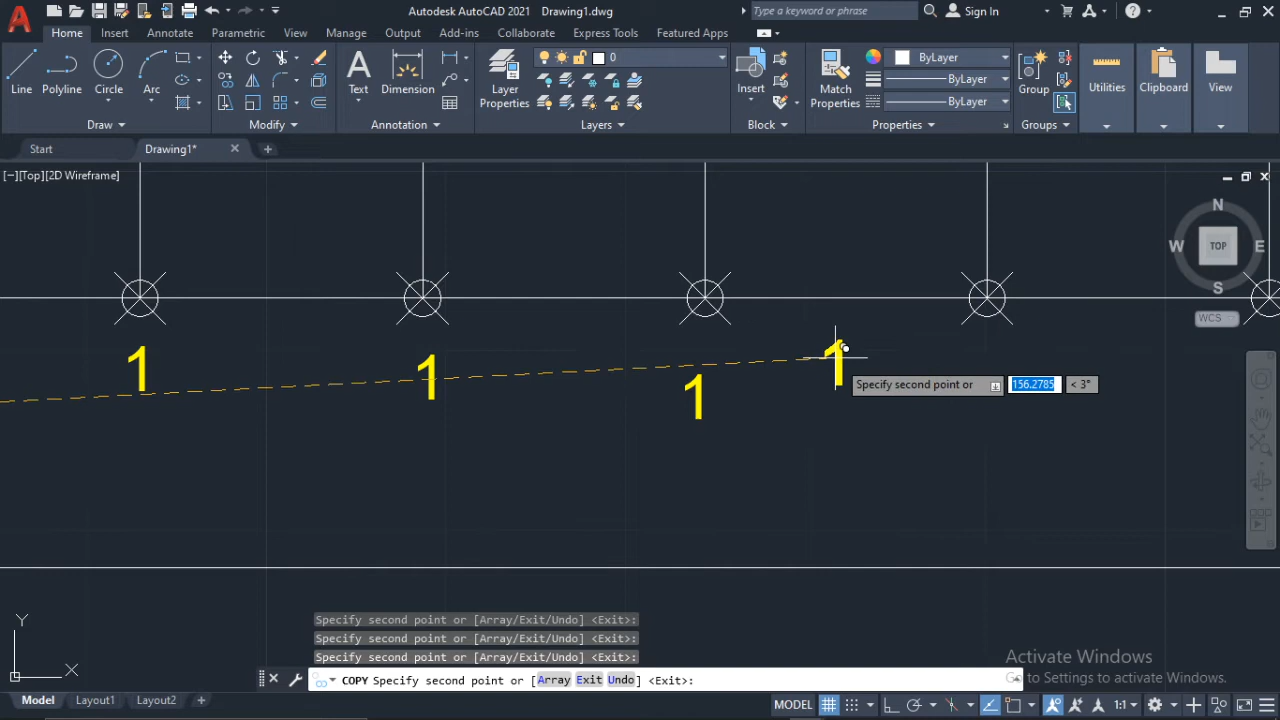 Autodesk AutoCAD 2021 Drawing1.dwg
Type a keyword or phrase
Sign In
Home Insert Annotate Parametric View Manage Output Add-ins Collaborate Express Tools Featured Apps
Line Polyline Circle Arc
Text Dimension
Layer Properties
0
Insert
Match Properties
ByLayer
ByLayer
ByLayer
Group
Utilities
Clipboard
View
Draw Modify Annotation Layers Block Properties Groups
Start Drawing1*
[−][Top][2D Wireframe]
N
W TOP E
S
WCS
1 1 1 1
Specify second point or 156.2785 < 3°
Y
X
Specify second point or [Array/Exit/Undo] <Exit>:
Specify second point or [Array/Exit/Undo] <Exit>:
Specify second point or [Array/Exit/Undo] <Exit>:
COPY Specify second point or [Array Exit Undo] <Exit>:
Activate Windows
Go to Settings to activate Windows.
Model Layout1 Layout2
MODEL 1:1